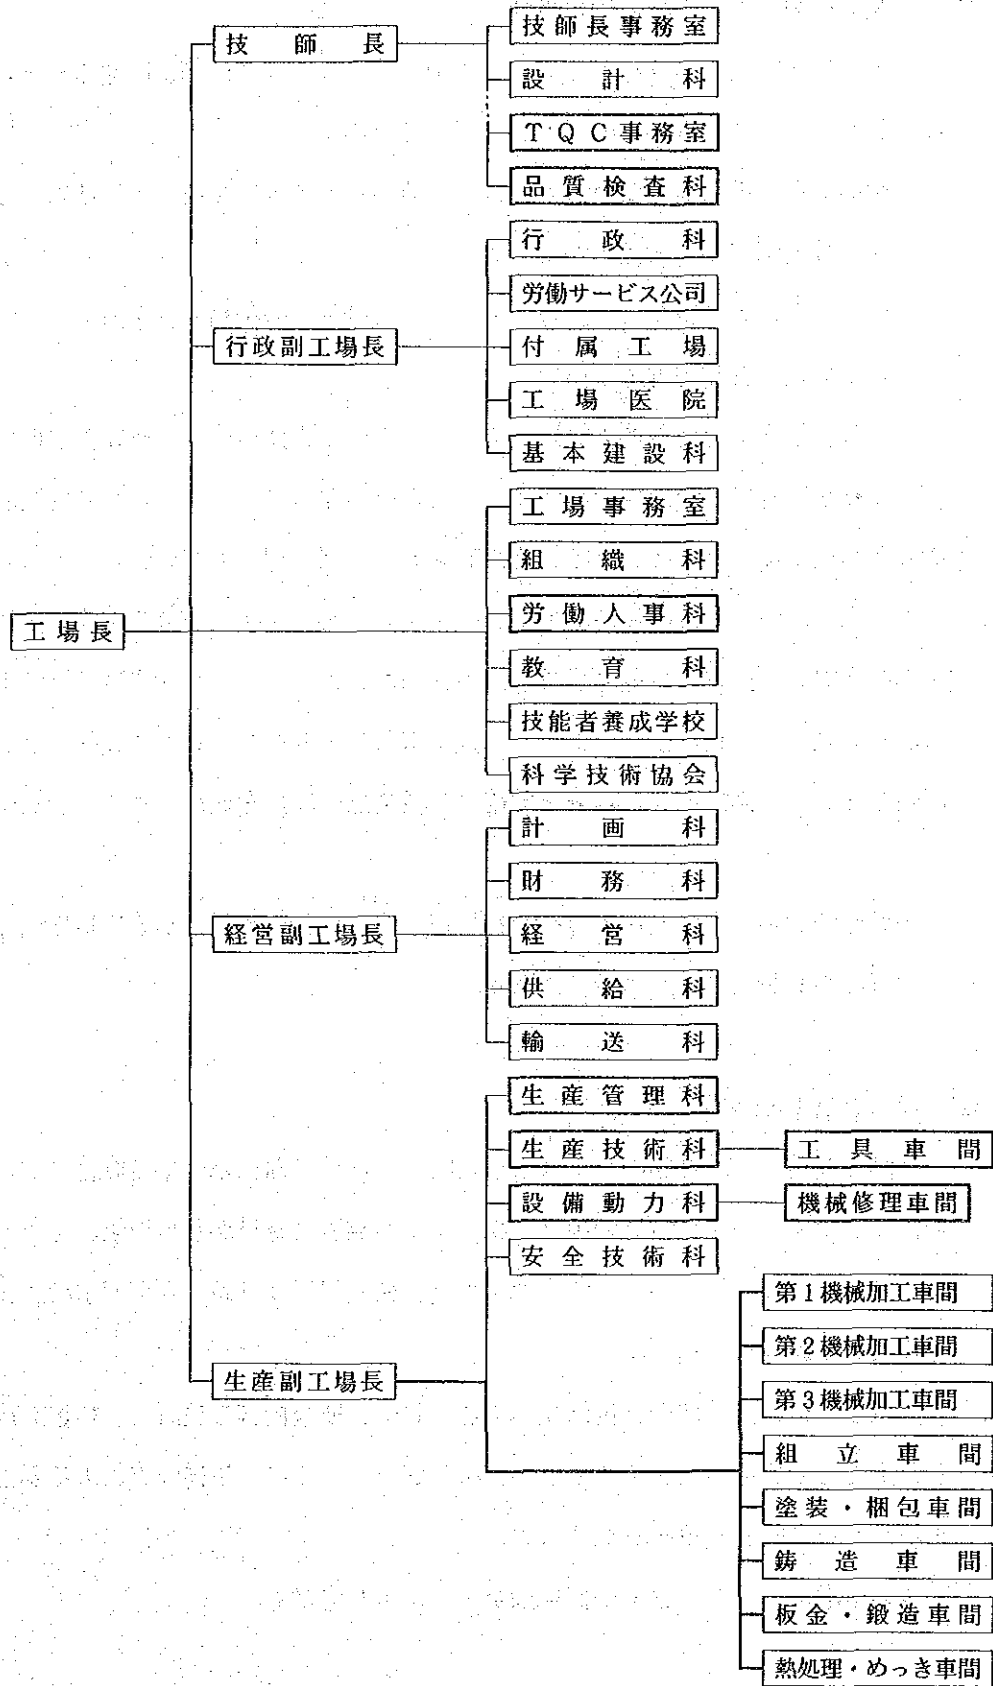 技師長事務室
技師長
設計科
TQC事務室
品質検査科
行政科
労働サービス公司
行政副工場長
付属工場
工場医院
基本建設科
工場事務室
組織科
労働人事科
工場長
教育科
技能者養成学校
科学技術協会
計画科
財務科
経営副工場長
経営科
供給科
輸送科
生産管理科
生産技術科
工具車間
設備動力科
機械修理車間
安全技術科
第1機械加工車間
第2機械加工車間
生産副工場長
第3機械加工車間
組立車間
塗装・梱包車間
鋳造車間
板金・鍛造車間
熱処理・めっき車間